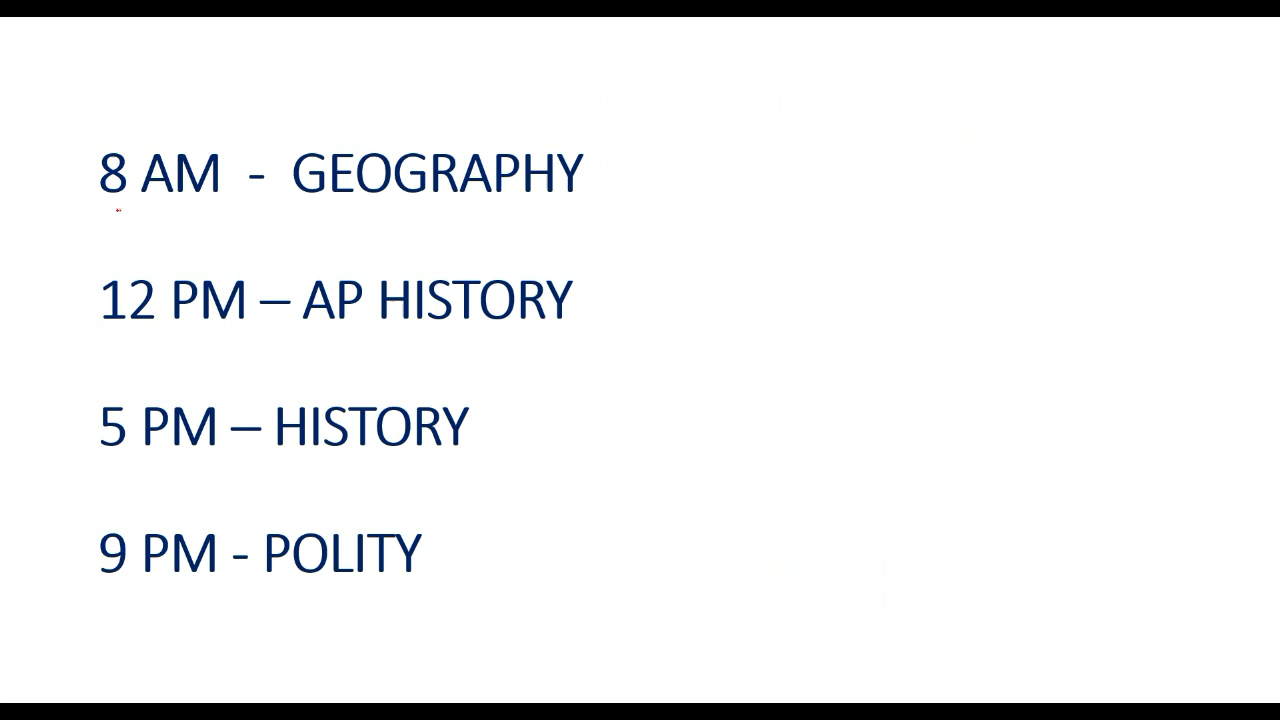 8 AM  -  GEOGRAPHY
12 PM – AP HISTORY
5 PM – HISTORY
9 PM - POLITY